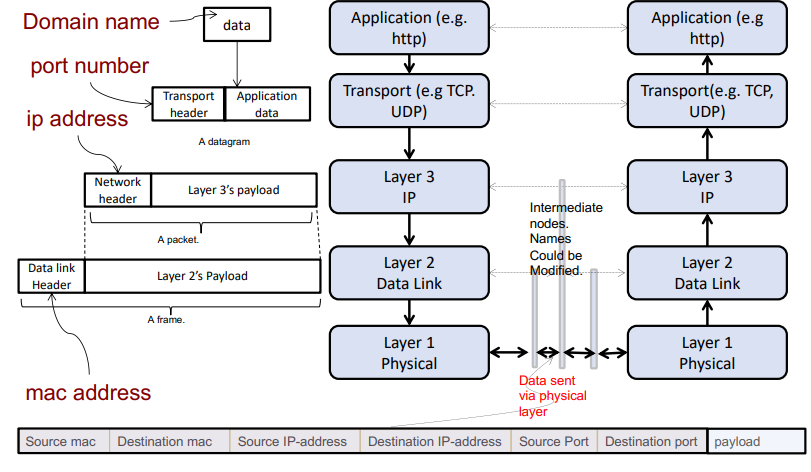 Domain name
data
port number
Transport
header
Application
data
A datagram
ip address
Network
header
Layer 3's payload
A packet.
Data link
Header
Layer 2's Payload
A frame.
mac address
Application (e.g.
http)
Transport (e.g TCP.
UDP)
Layer 3
IP
Layer 2
Data Link
Layer 1
Physical
Intermediate
nodes.
Names
Could be
Modified.
Data sent
via physical
layer
Application (e.g
http)
Transport(e.g. TCP,
UDP)
Layer 3
IP
Layer 2
Data Link
Layer 1
Physical
Source mac
Destination mac
Source IP-address
Destination IP-address
Source Port
Destination port
payload